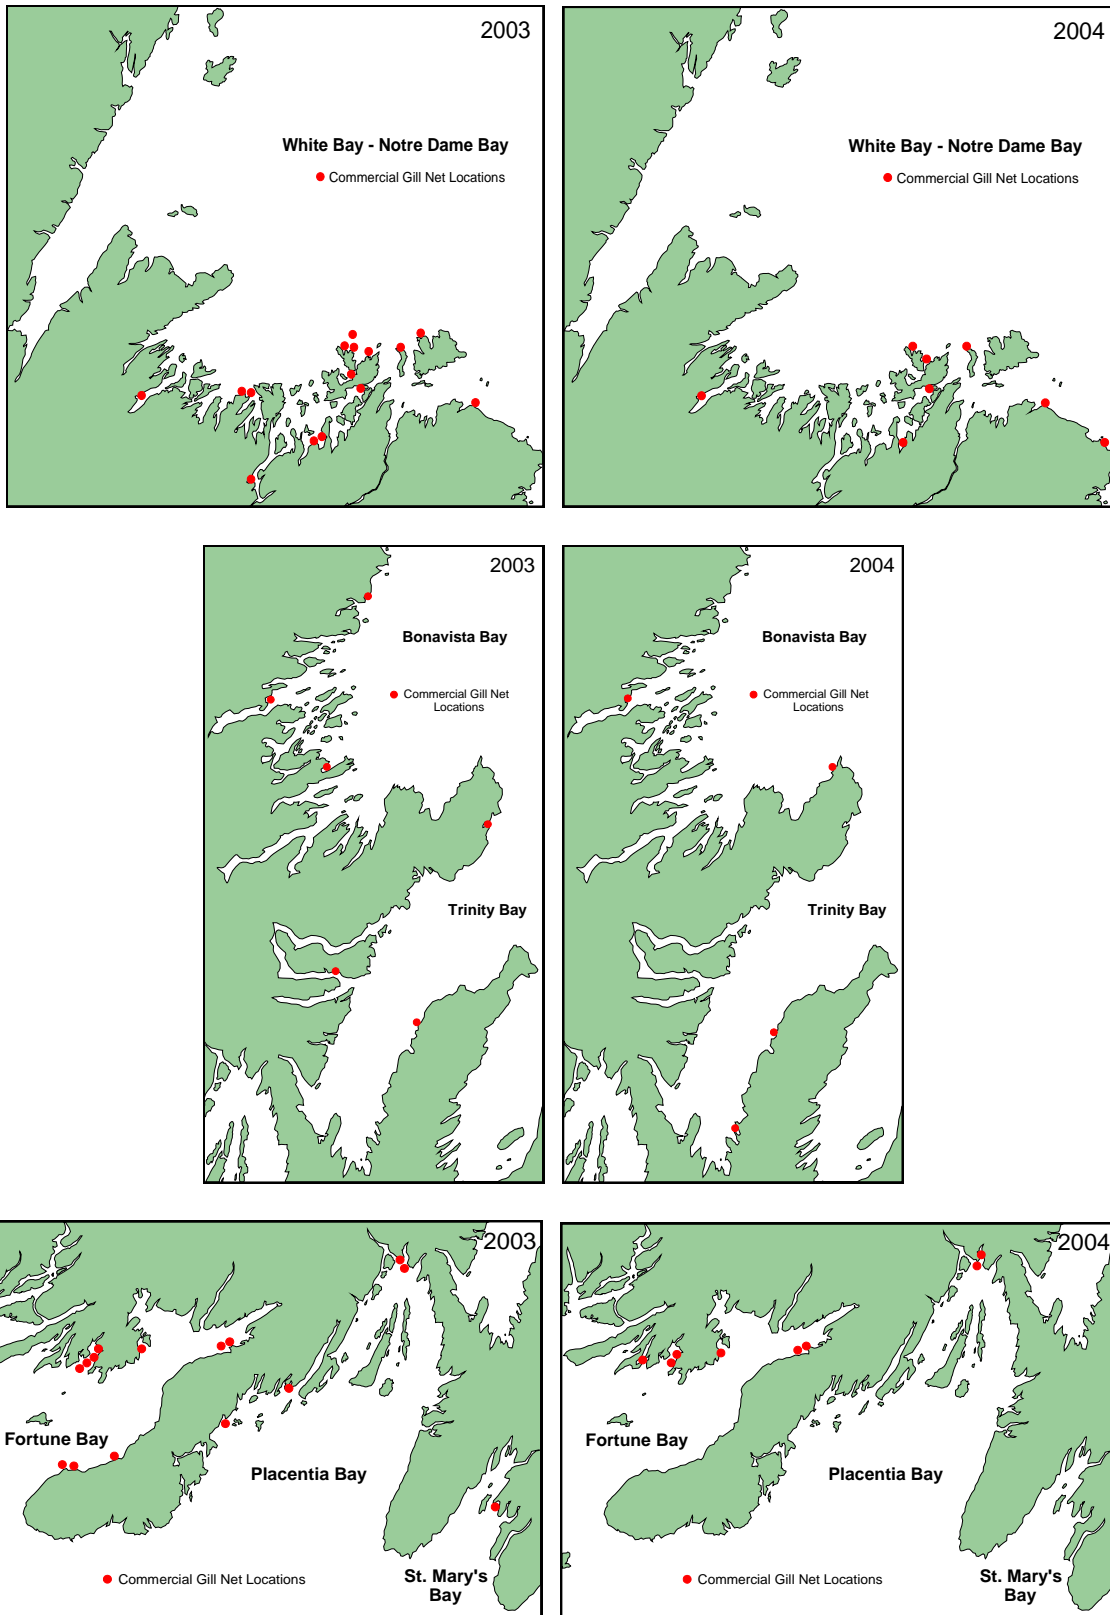 2003
White Bay - Notre Dame Bay
Commercial Gill Net Locations
2004
White Bay - Notre Dame Bay
Commercial Gill Net Locations
2003
Bonavista Bay
Commercial Gill Net
Locations
Trinity Bay
2004
Bonavista Bay
Commercial Gill Net
Locations
Trinity Bay
2003
Fortune Bay
Placentia Bay
St. Mary's
Bay
Commercial Gill Net Locations
2004
Fortune Bay
Placentia Bay
St. Mary's
Bay
Commercial Gill Net Locations